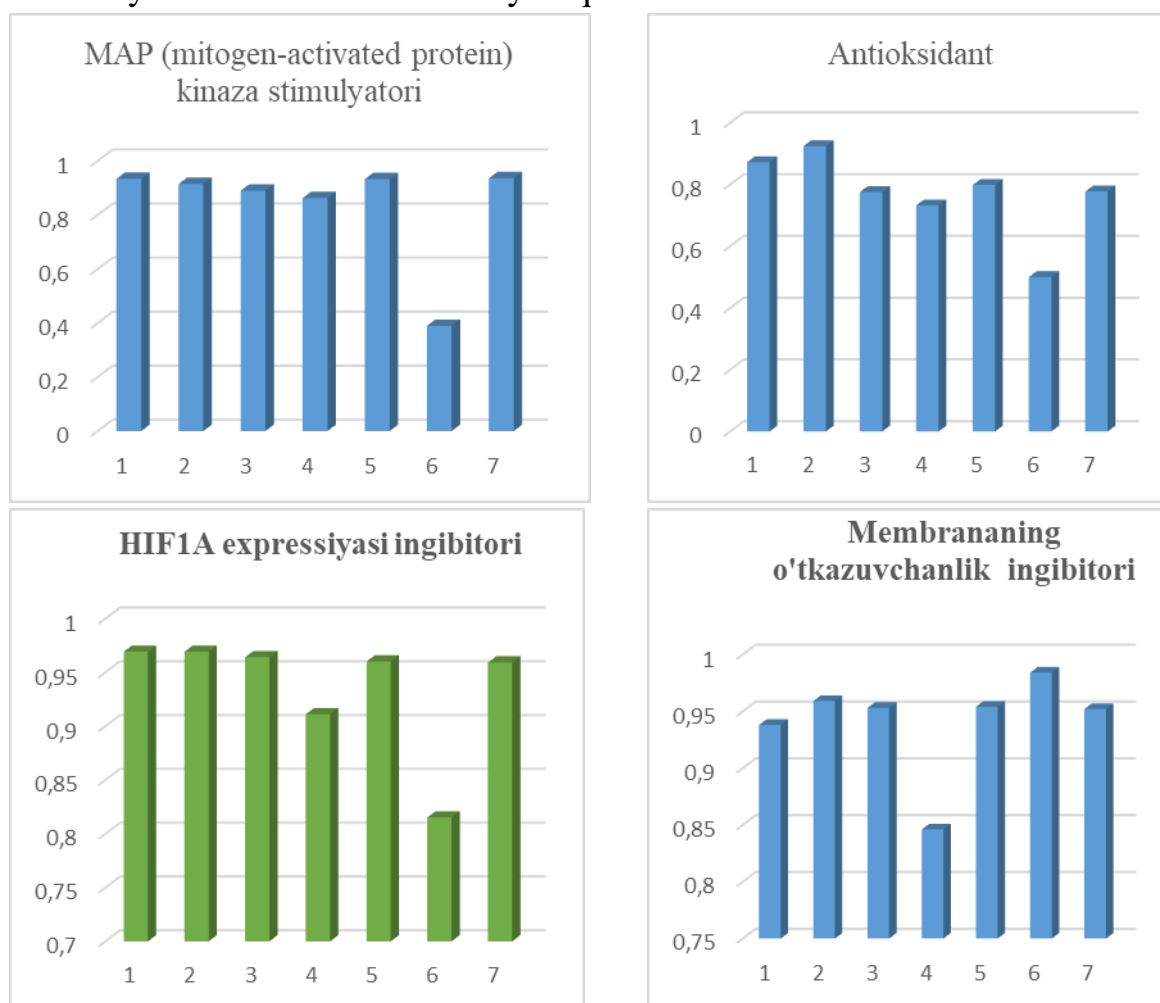 MAP (mitogen-activated protein)
kinaza stimulyatori
1
0,8
0,6
0,4
0,2
0
1 2 3 4 5 6 7
Antioksidant
1
0,8
0,6
0,4
0,2
0
1 2 3 4 5 6 7
HIF1A expressiyasi ingibitori
1
0,95
0,9
0,85
0,8
0,75
0,7
1 2 3 4 5 6 7
Membrananing
o'tkazuvchanlik ingibitori
1
0,95
0,9
0,85
0,8
0,75
1 2 3 4 5 6 7